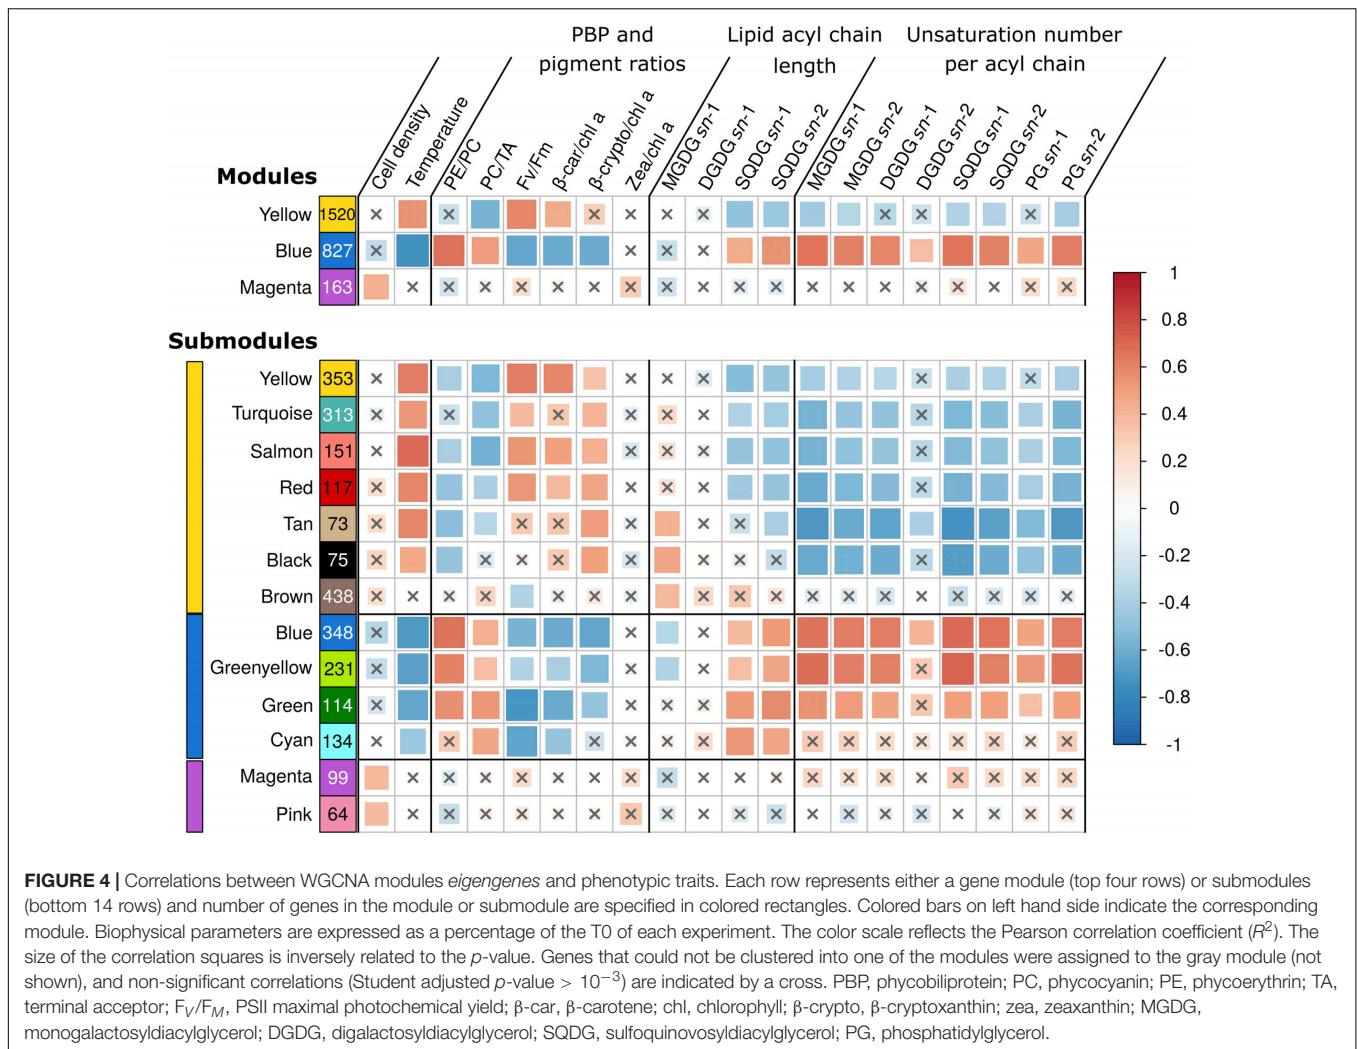 PBP and
pigment ratios
Lipid acyl chain
length
Unsaturation number
per acyl chain
Cell density
Temperature
PE/PC
PC/TA
Fv/Fm
β-car/chl a
β-crypto/chl a
Zea/chl a
MGDG sn-1
DGDG sn-1
SQDG sn-1
SQDG sn-2
MGDG sn-1
MGDG sn-2
DGDG sn-1
DGDG sn-2
SQDG sn-1
SQDG sn-2
PG sn-1
PG sn-2
Modules
Yellow 1520
Blue 827
Magenta 163
Submodules
Yellow 353
Turquoise 313
Salmon 151
Red 117
Tan 73
Black 75
Brown 438
Blue 348
Greenyellow 231
Green 114
Cyan 134
Magenta 99
Pink 64
1
0.8
0.6
0.4
0.2
0
-0.2
-0.4
-0.6
-0.8
-1
FIGURE 4 | Correlations between WGCNA modules eigengenes and phenotypic traits. Each row represents either a gene module (top four rows) or submodules
(bottom 14 rows) and number of genes in the module or submodule are specified in colored rectangles. Colored bars on left hand side indicate the corresponding
module. Biophysical parameters are expressed as a percentage of the T0 of each experiment. The color scale reflects the Pearson correlation coefficient (R²). The
size of the correlation squares is inversely related to the p-value. Genes that could not be clustered into one of the modules were assigned to the gray module (not
shown), and non-significant correlations (Student adjusted p-value > 10⁻³) are indicated by a cross. PBP, phycobiliprotein; PC, phycocyanin; PE, phycoerythrin; TA,
terminal acceptor; FV/FM, PSII maximal photochemical yield; β-car, β-carotene; chl, chlorophyll; β-crypto, β-cryptoxanthin; zea, zeaxanthin; MGDG,
monogalactosyldiacylglycerol; DGDG, digalactosyldiacylglycerol; SQDG, sulfoquinovosyldiacylglycerol; PG, phosphatidylglycerol.